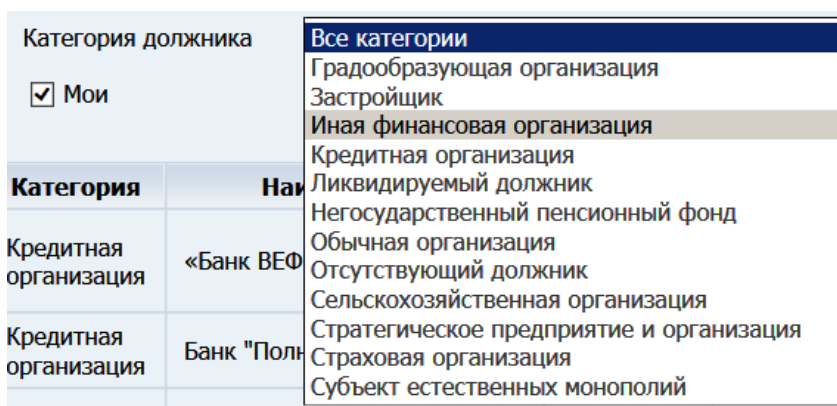 Категория должника
Все категории
Градообразующая организация
Мои
Застройщик
Иная финансовая организация
Кредитная организация
Категория
Ликвидируемый должник
Негосударственный пенсионный фонд
Кредитная
организация
«Банк ВЕФ
Обычная организация
Отсутствующий должник
Сельскохозяйственная организация
Кредитная
организация
Банк "Полн
Стратегическое предприятие и организация
Страховая организация
Субъект естественных монополий